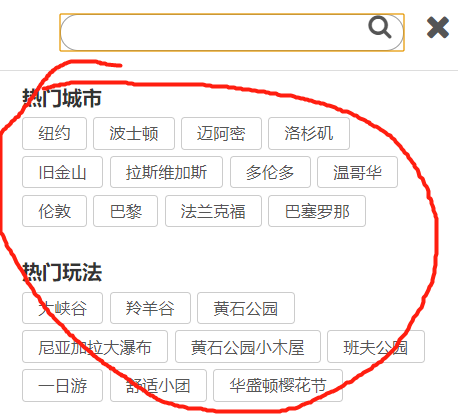 热门城市
纽约 波士顿 迈阿密 洛杉矶
旧金山 拉斯维加斯 多伦多 温哥华
伦敦 巴黎 法兰克福 巴塞罗那
热门玩法
大峡谷 羚羊谷 黄石公园
尼亚加拉大瀑布 黄石公园小木屋 班夫公园
一日游 舒适小团 华盛顿樱花节